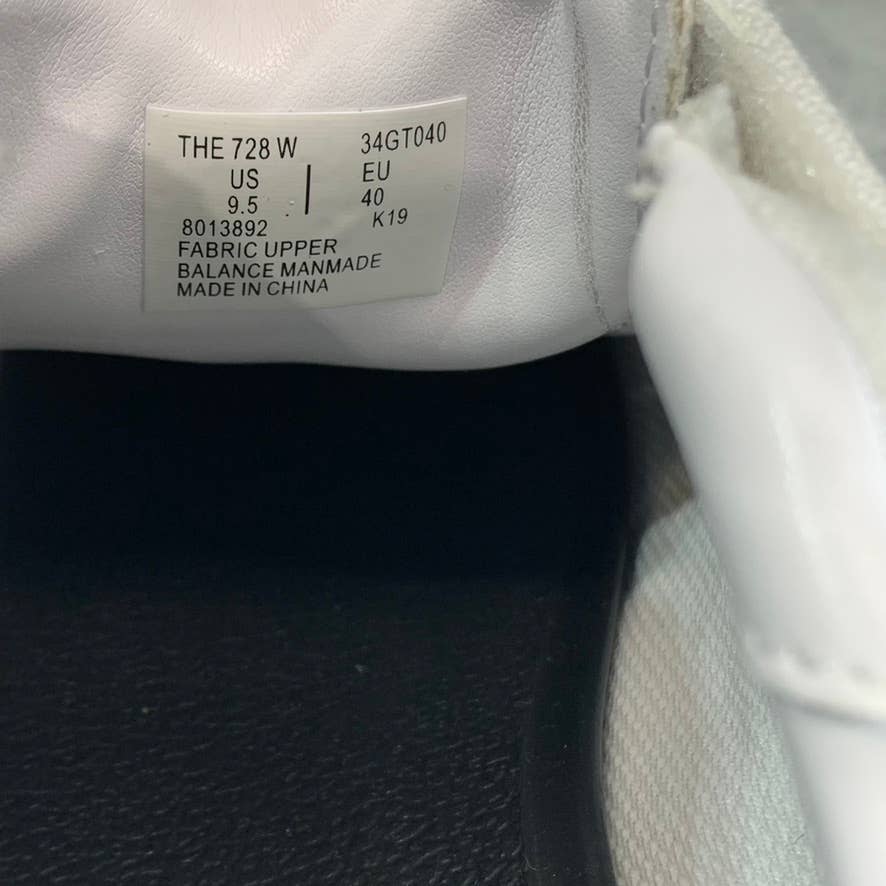 THE 728 W 34GT040
US | EU
9.5 40
8013892 K19
FABRIC UPPER
BALANCE MANMADE
MADE IN CHINA